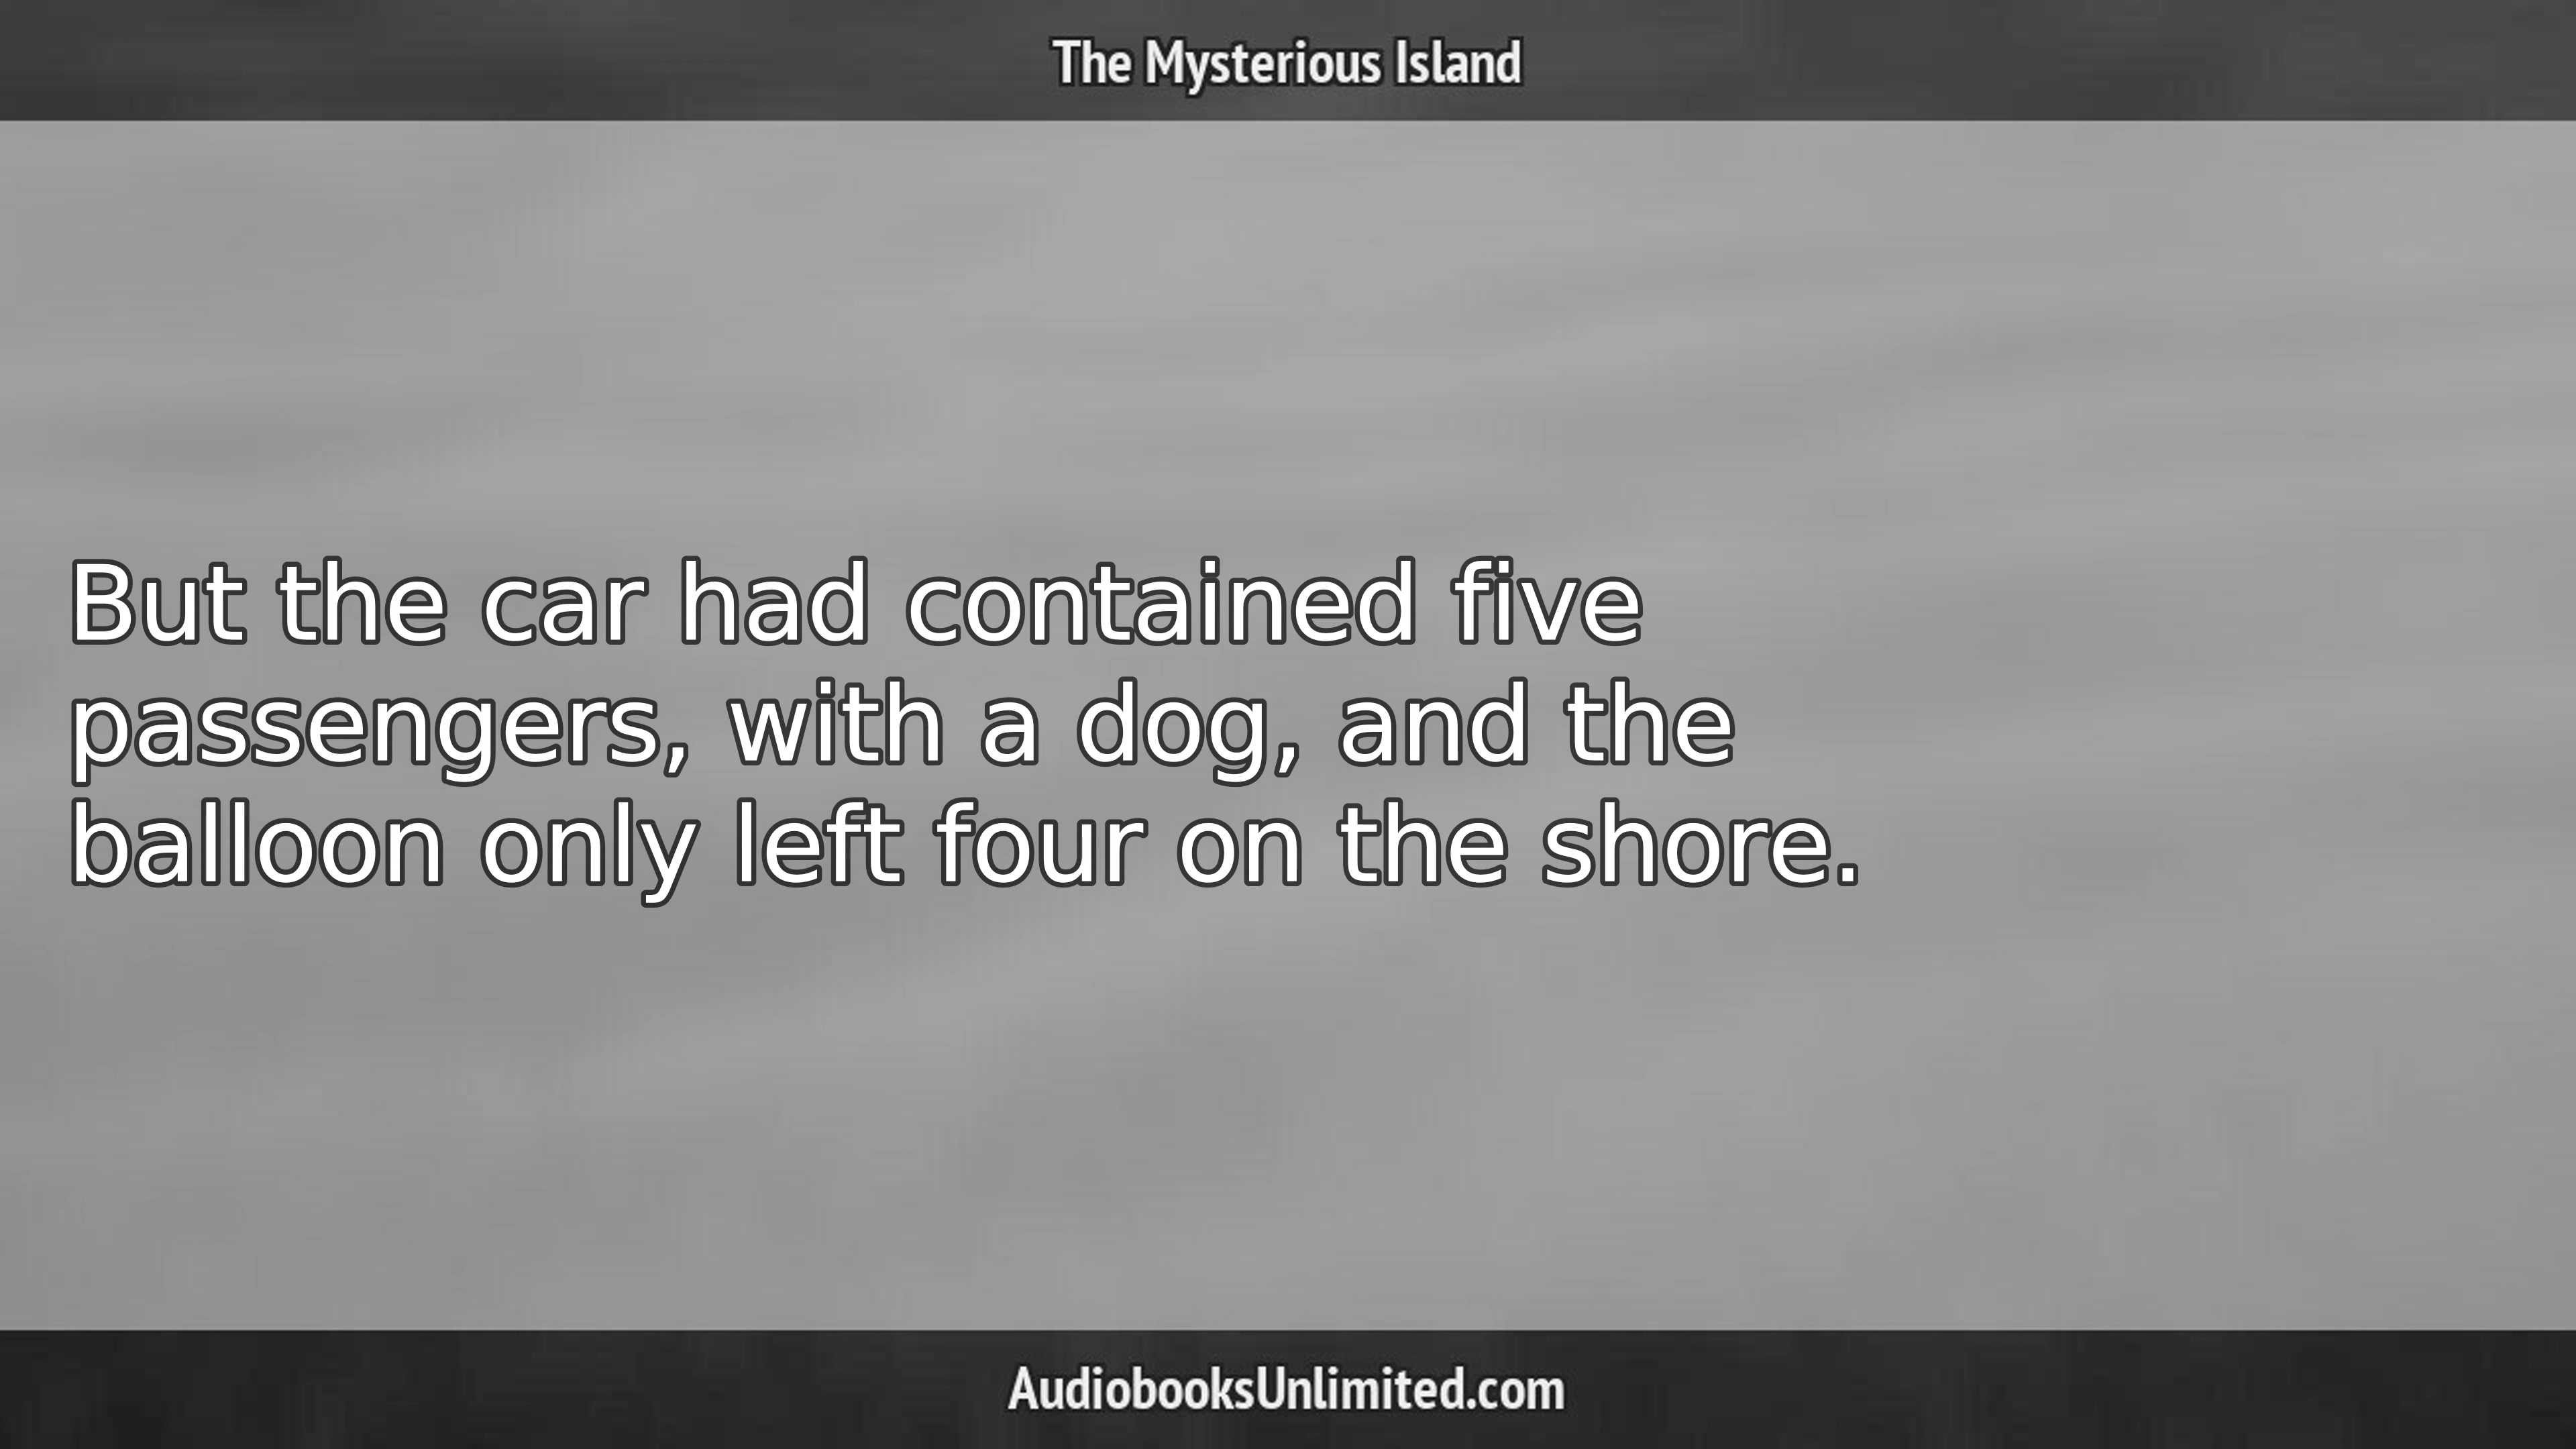 The Mysterious Island
But the car had contained five
passengers, with a dog, and the
balloon only left four on the shore.
AudiobooksUnlimited.com